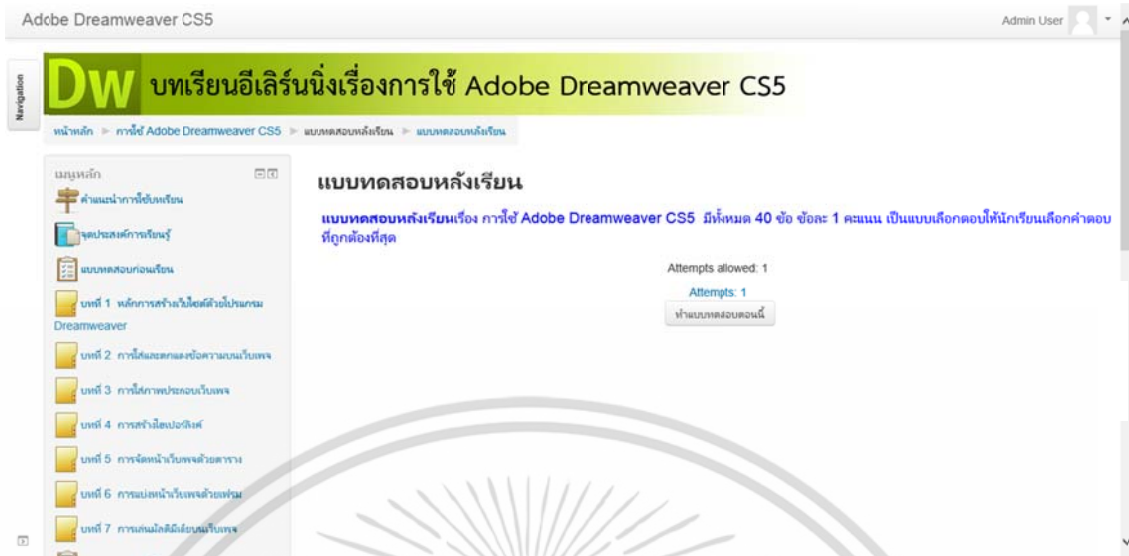 Adobe Dreamweaver CS5
Admin User
Navigation
Dw บทเรียนอีเลิร์นนิ่งเรื่องการใช้ Adobe Dreamweaver CS5
หน้าหลัก ► การใช้ Adobe Dreamweaver CS5 ► แบบทดสอบหลังเรียน ► แบบทดสอบหลังเรียน
เมนูหลัก
คำแนะนำการใช้บทเรียน
จุดประสงค์การเรียนรู้
แบบทดสอบก่อนเรียน
บทที่ 1 หลักการสร้างเว็บไซต์ด้วยโปรแกรม
Dreamweaver
บทที่ 2 การใส่และตกแต่งข้อความบนเว็บเพจ
บทที่ 3 การใส่ภาพประกอบเว็บเพจ
บทที่ 4 การสร้างไฮเปอร์ลิงค์
บทที่ 5 การจัดหน้าเว็บเพจด้วยตาราง
บทที่ 6 การแบ่งหน้าเว็บเพจด้วยเฟรม
บทที่ 7 การเล่นมัลติมีเดียบนเว็บเพจ
แบบทดสอบหลังเรียน
แบบทดสอบหลังเรียนเรื่อง การใช้ Adobe Dreamweaver CS5 มีทั้งหมด 40 ข้อ ข้อละ 1 คะแนน เป็นแบบเลือกตอบให้นักเรียนเลือกคำตอบ
ที่ถูกต้องที่สุด
Attempts allowed: 1
Attempts: 1
ทำแบบทดสอบตอนนี้